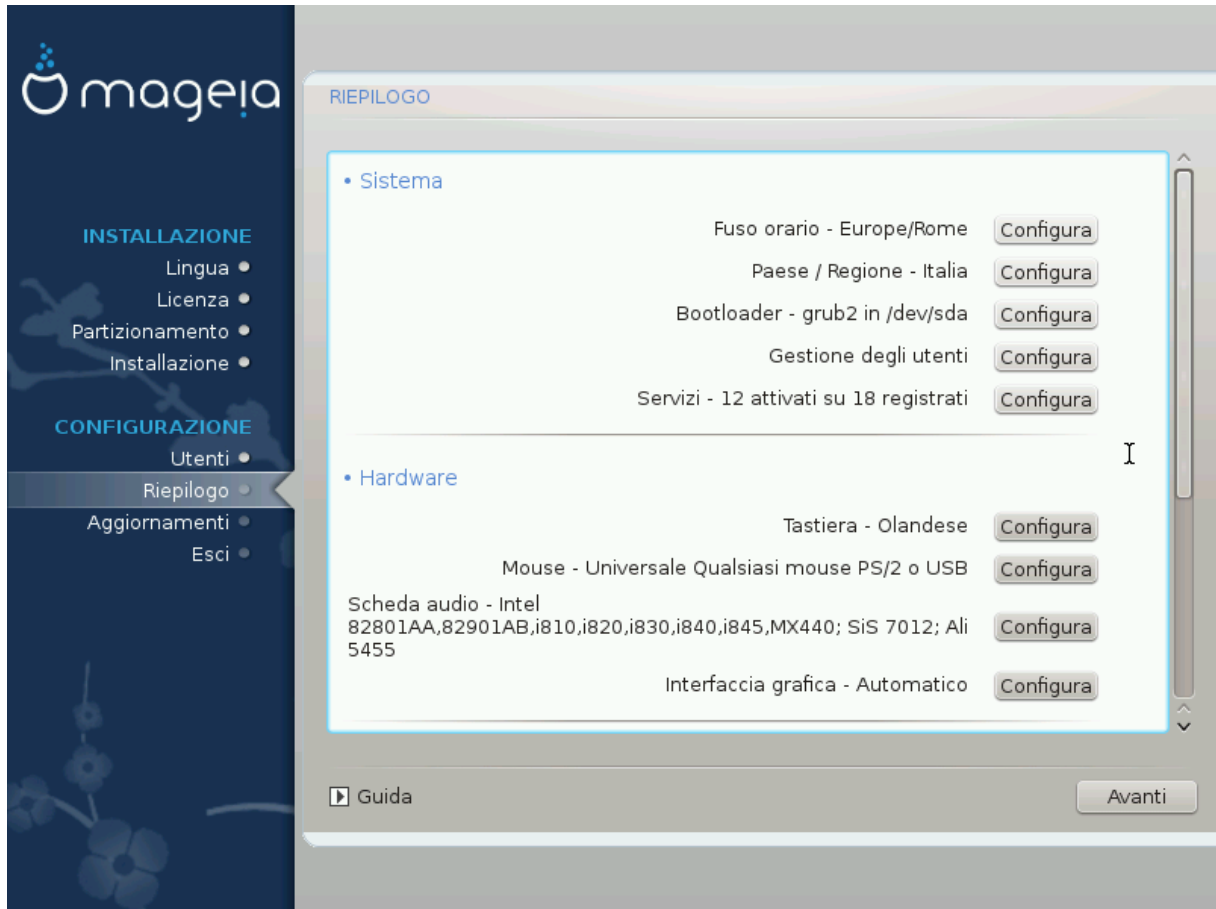 mageia
INSTALLAZIONE
Lingua
Licenza
Partizionamento
Installazione
CONFIGURAZIONE
Utenti
Riepilogo
Aggiornamenti
Esci
RIEPILOGO
• Sistema
Fuso orario - Europe/Rome Configura
Paese / Regione - Italia Configura
Bootloader - grub2 in /dev/sda Configura
Gestione degli utenti Configura
Servizi - 12 attivati su 18 registrati Configura
• Hardware
Tastiera - Olandese Configura
Mouse - Universale Qualsiasi mouse PS/2 o USB Configura
Scheda audio - Intel
82801AA,82901AB,i810,i820,i830,i840,i845,MX440; SiS 7012; Ali Configura
5455
Interfaccia grafica - Automatico Configura
Guida
Avanti